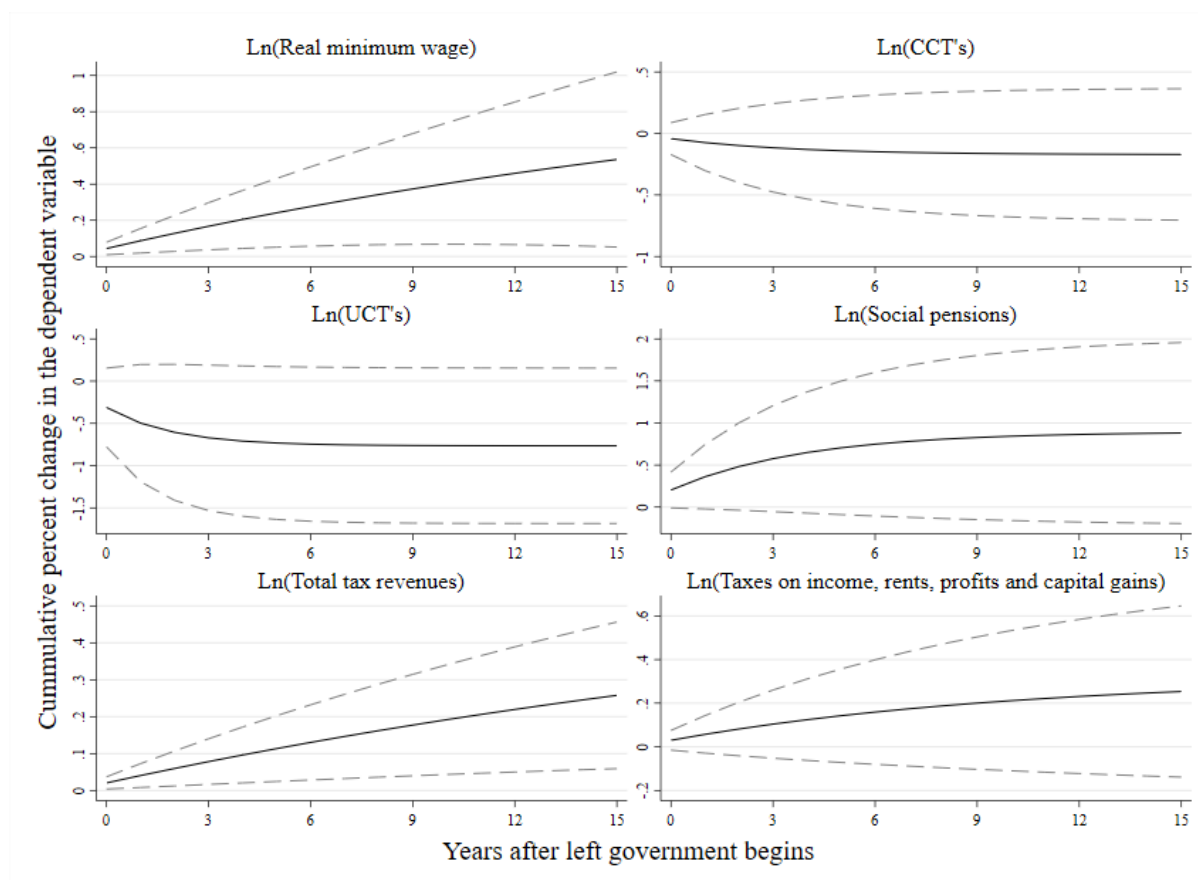 Cummulative percent change in the dependent variable
Ln(Real minimum wage)
1
.8
.6
.4
.2
0
0 3 6 9 12 15
Ln(CCT's)
.5
0
-.5
-1
0 3 6 9 12 15
Ln(UCT's)
.5
0
-.5
-1
-1.5
0 3 6 9 12 15
Ln(Social pensions)
2
1.5
1
.5
0
0 3 6 9 12 15
Ln(Total tax revenues)
.5
.4
.3
.2
.1
0
0 3 6 9 12 15
Ln(Taxes on income, rents, profits and capital gains)
.6
.4
.2
0
-.2
0 3 6 9 12 15
Years after left government begins